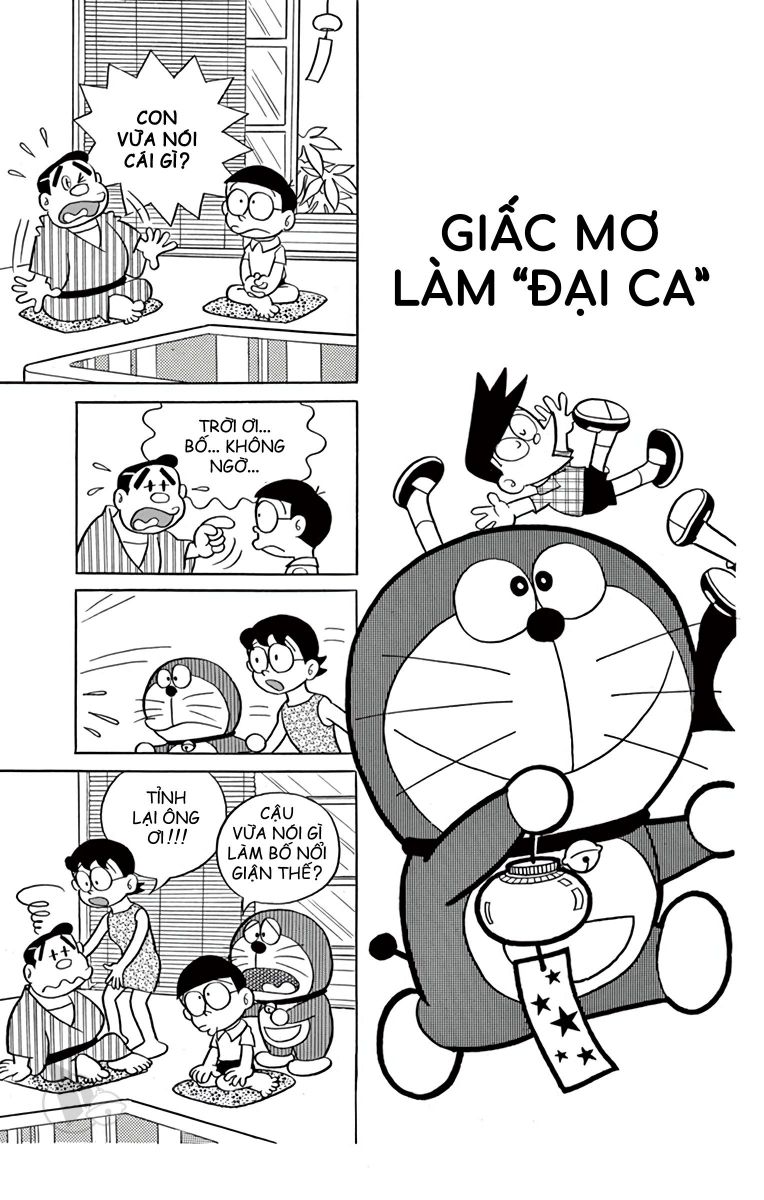 GIẤC MƠ
LÀM “ĐẠI CA”
CON
VỪA NÓI
CÁI GÌ?
TRỜI ƠI...
BỐ... KHÔNG
NGỜ...
TỈNH
LẠI ÔNG
ƠI!!!
CẬU
VỪA NÓI GÌ
LÀM BỐ NỔI
GIẬN THẾ?